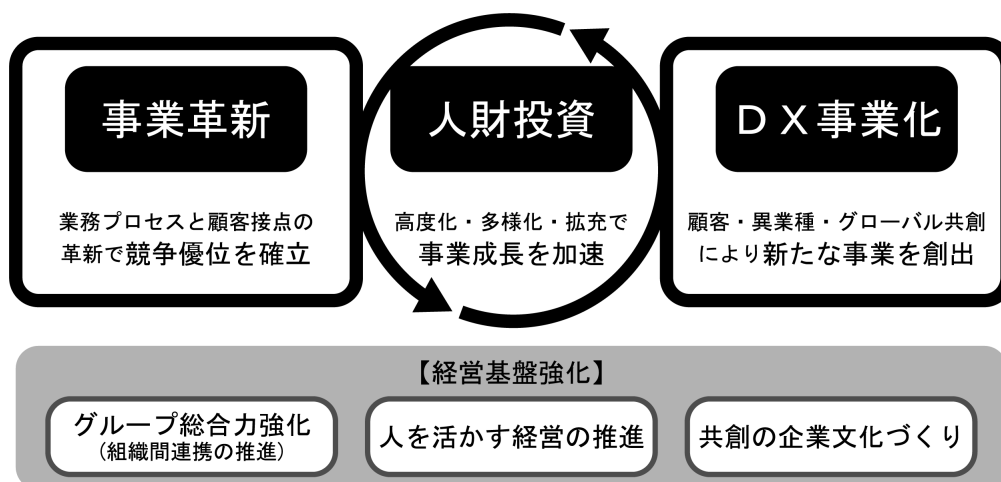 事業革新
業務プロセスと顧客接点の
革新で競争優位を確立
人財投資
高度化・多様化・拡充で
事業成長を加速
ＤＸ事業化
顧客・異業種・グローバル共創
により新たな事業を創出
【経営基盤強化】
グループ総合力強化
(組織間連携の推進)
人を活かす経営の推進
共創の企業文化づくり